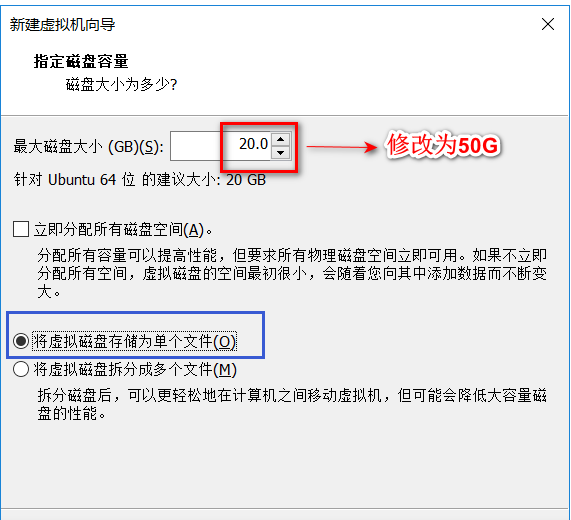 新建虚拟机向导
指定磁盘容量
磁盘大小为多少?
最大磁盘大小 (GB)(S): 20.0 修改为50G
针对 Ubuntu 64 位 的建议大小: 20 GB
立即分配所有磁盘空间(A)。
分配所有容量可以提高性能，但要求所有物理磁盘空间立即可用。如果不立即
分配所有空间，虚拟磁盘的空间最初很小，会随着您向其中添加数据而不断变
大。
将虚拟磁盘存储为单个文件(O)
将虚拟磁盘拆分成多个文件(M)
拆分磁盘后，可以更轻松地在计算机之间移动虚拟机，但可能会降低大容量磁
盘的性能。